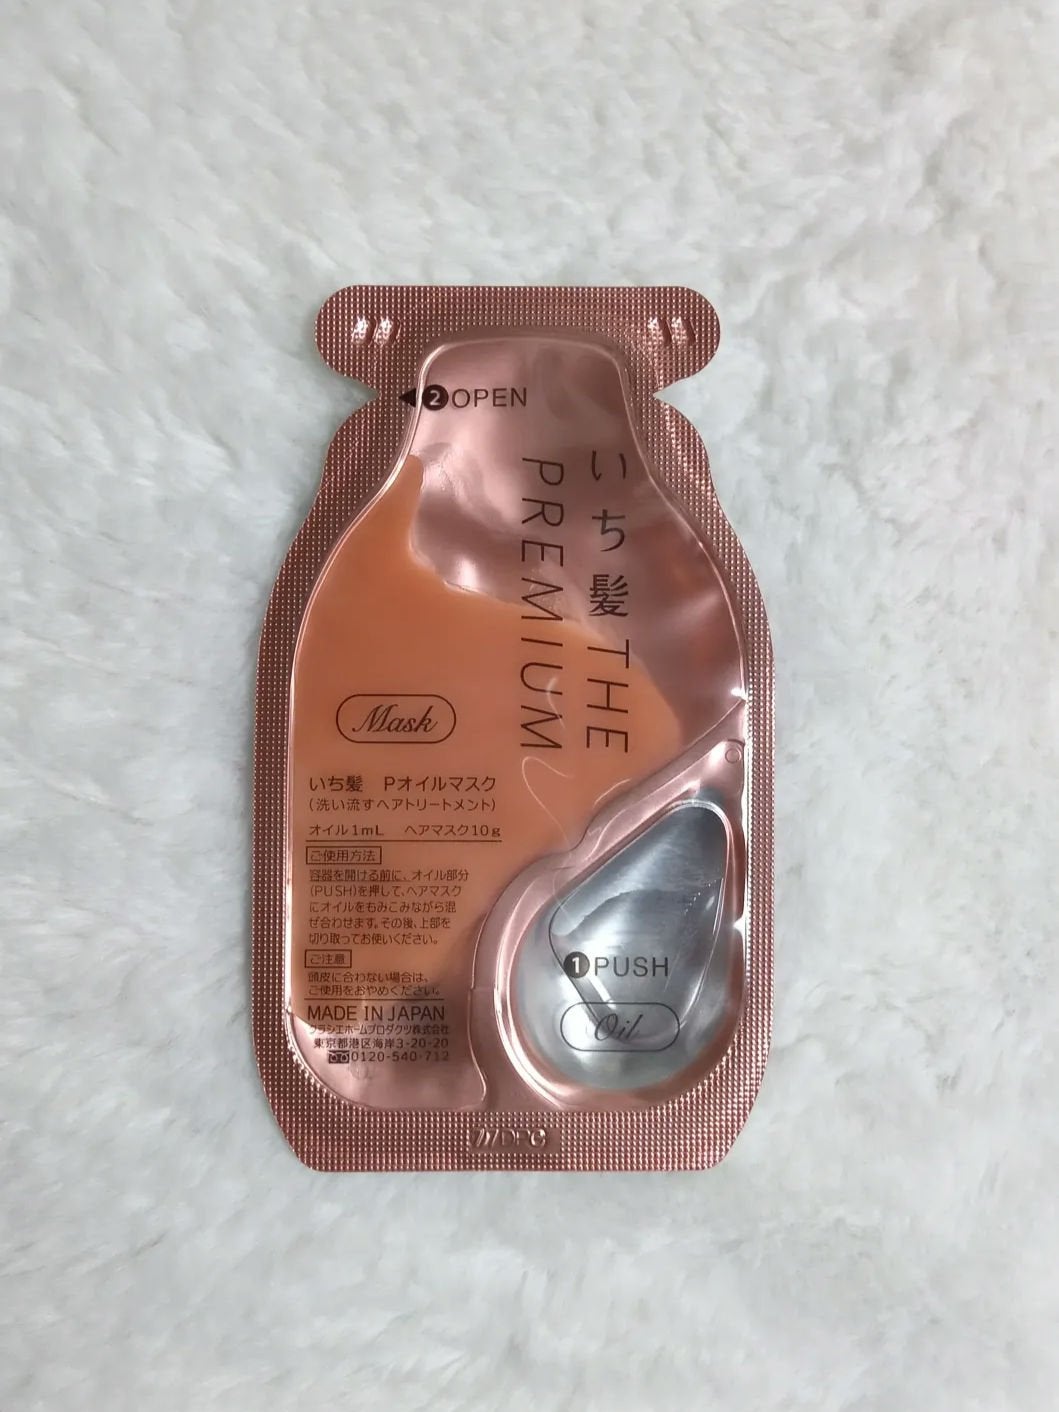 ❷OPEN
いち髪 THE
PREMIUM
Mask
いち髪 Pオイルマスク
(洗い流すヘアトリートメント)
オイル1mL ヘアマスク10g
ご使用方法
容器を開ける前に、オイル部分
(PUSH)を押して、ヘアマスク
にオイルをもみこみながら混
ぜ合わせます。その後、上部を
切り取ってお使いください。
ご注意
頭皮に合わない場合は、
ご使用をおやめください。
MADE IN JAPAN
クラシエホームプロダクツ株式会社
東京都港区海岸3-20-20
0120-540-712
❶PUSH
Oil